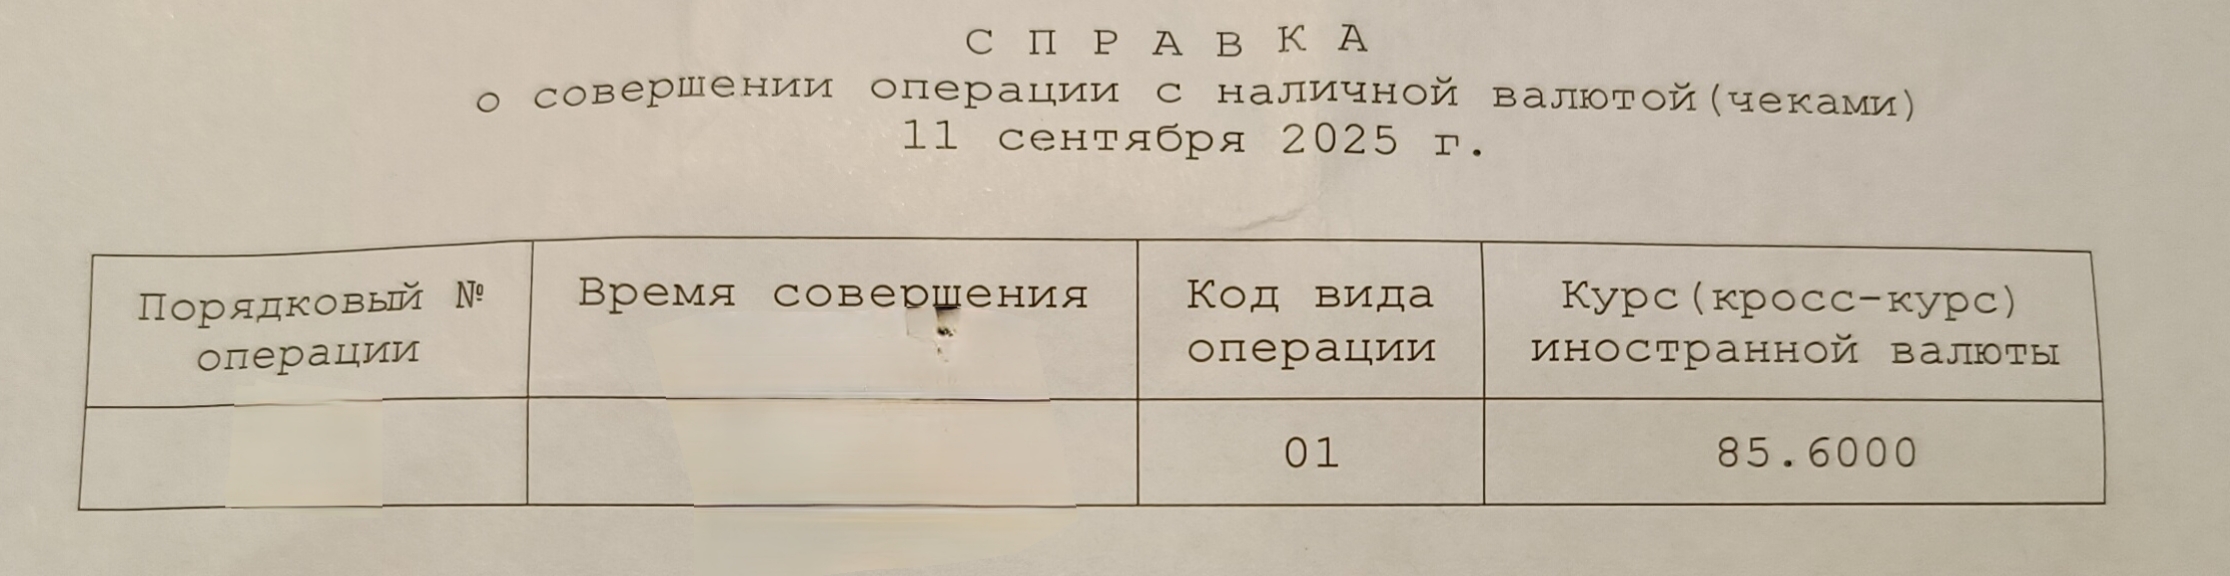 С П Р А В К А
о совершении операции с наличной валютой(чеками)
11 сентября 2025 г.
Порядковый №
операции
Время совершения
Код вида
операции
Курс(кросс-курс)
иностранной валюты
01
85.6000